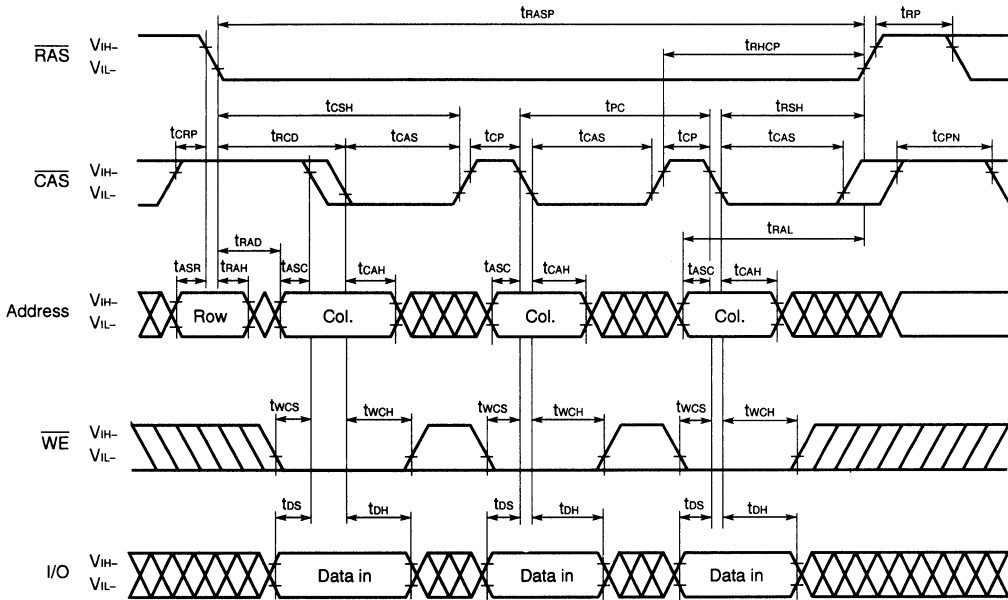 tRASP tRP
RAS VIH– VIL– tRHCP
tCSH tPC tRSH
tCRP tRCD tCAS tCP tCAS tCP tCAS tCPN
CAS VIH– VIL–
tRAD tRAL
tASR tRAH tASC tCAH tASC tCAH tASC tCAH
Address VIH– VIL– Row Col. Col. Col.
tWCS tWCH tWCS tWCH tWCS tWCH
WE VIH– VIL–
tDS tDH tDS tDH tDS tDH
I/O VIH– VIL– Data in Data in Data in